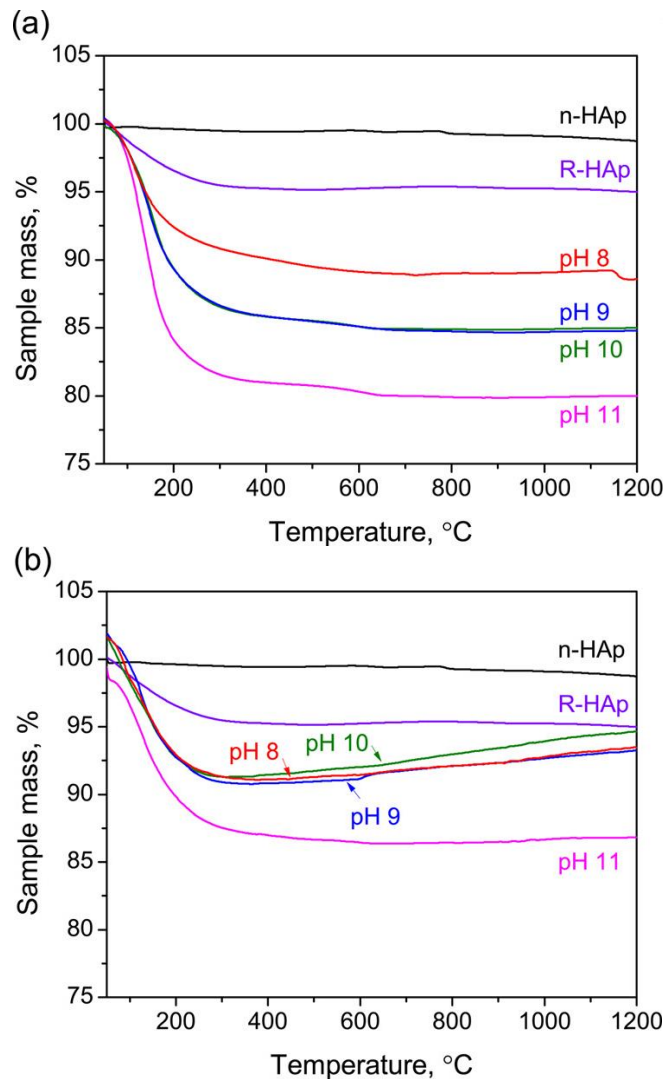 (a)
105
100
95
90
85
80
75
Sample mass, %
n-HAp
R-HAp
pH 8
pH 9
pH 10
pH 11
200 400 600 800 1000 1200
Temperature, °C
(b)
105
100
95
90
85
80
75
Sample mass, %
n-HAp
R-HAp
pH 10
pH 8
pH 9
pH 11
200 400 600 800 1000 1200
Temperature, °C